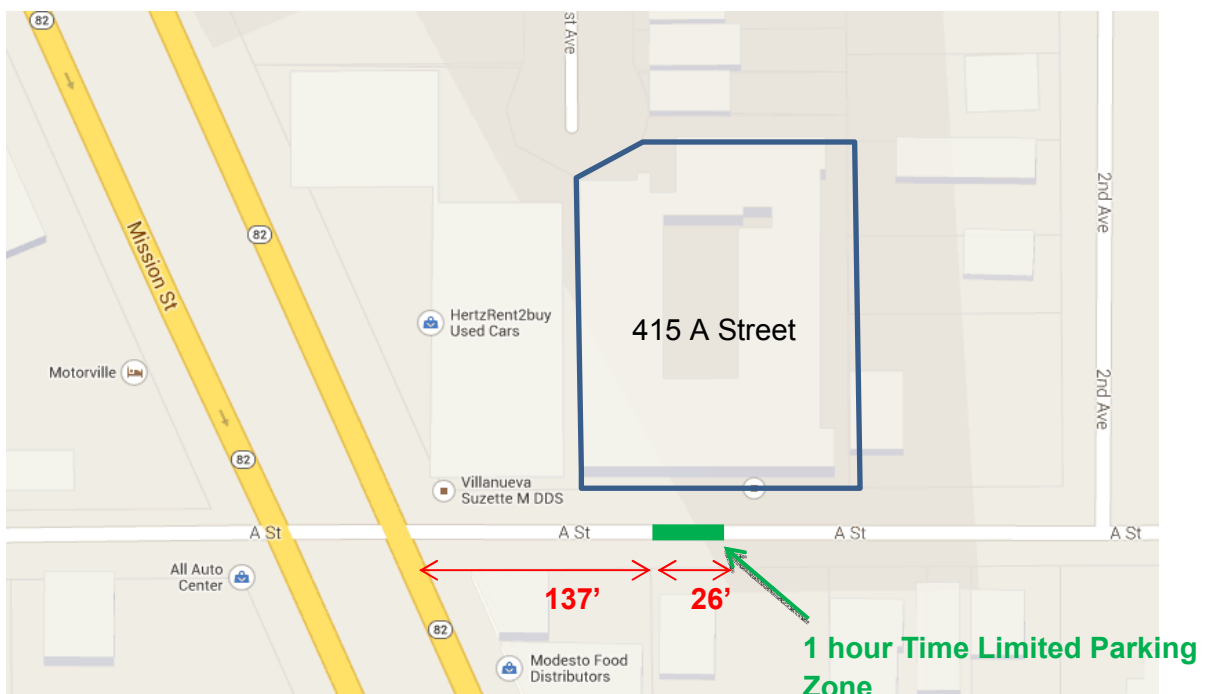 82
st Ave
82
Mission St
2nd Ave
HertzRent2buy
Used Cars
415 A Street
Motorville
2nd Ave
82
Villanueva
Suzette M DDS
A St
A St
A St
A St
All Auto
Center
137’
26’
82
1 hour Time Limited Parking
Zone
Modesto Food
Distributors